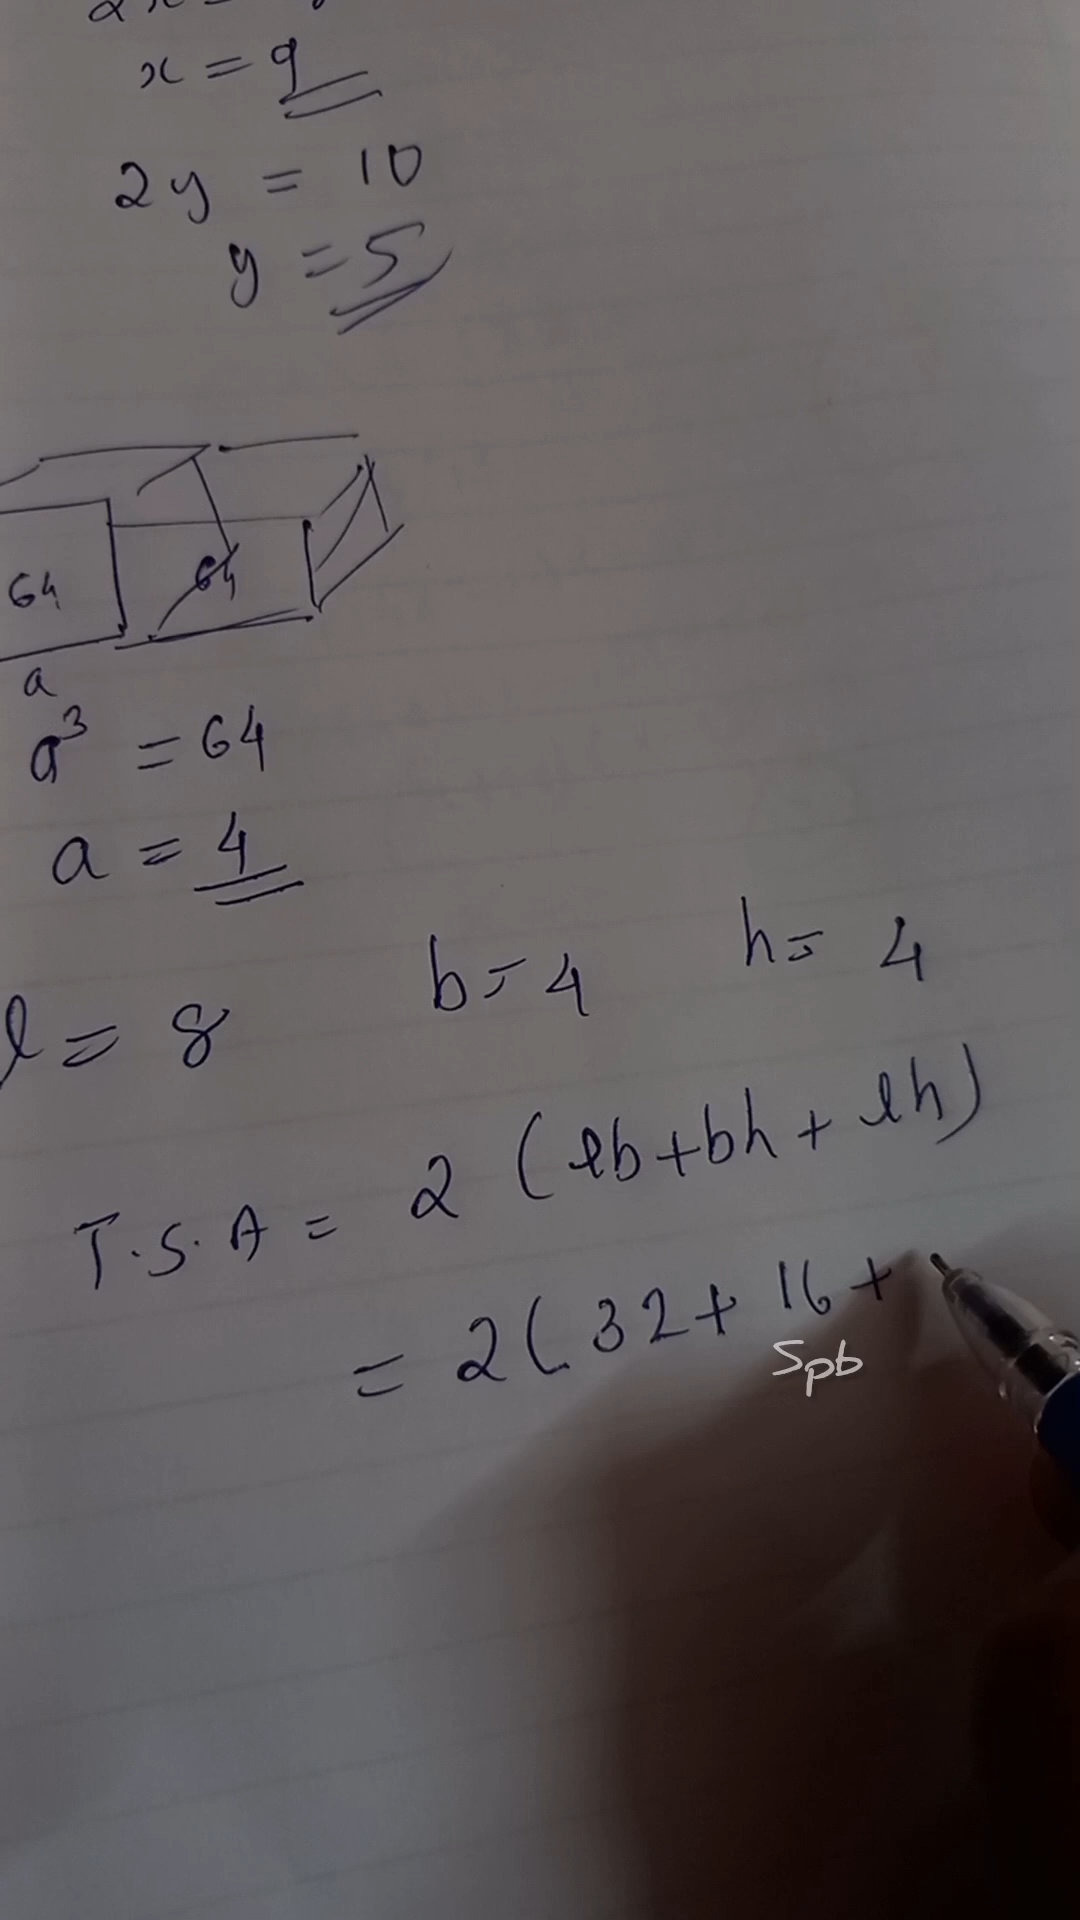 x = 9
2y = 10
y = 5
64 64
a
a³ = 64
a = 4
l = 8 b = 4 h = 4
T.S.A = 2 (lb+bh+lh)
= 2( 32+ 16 +
Spb